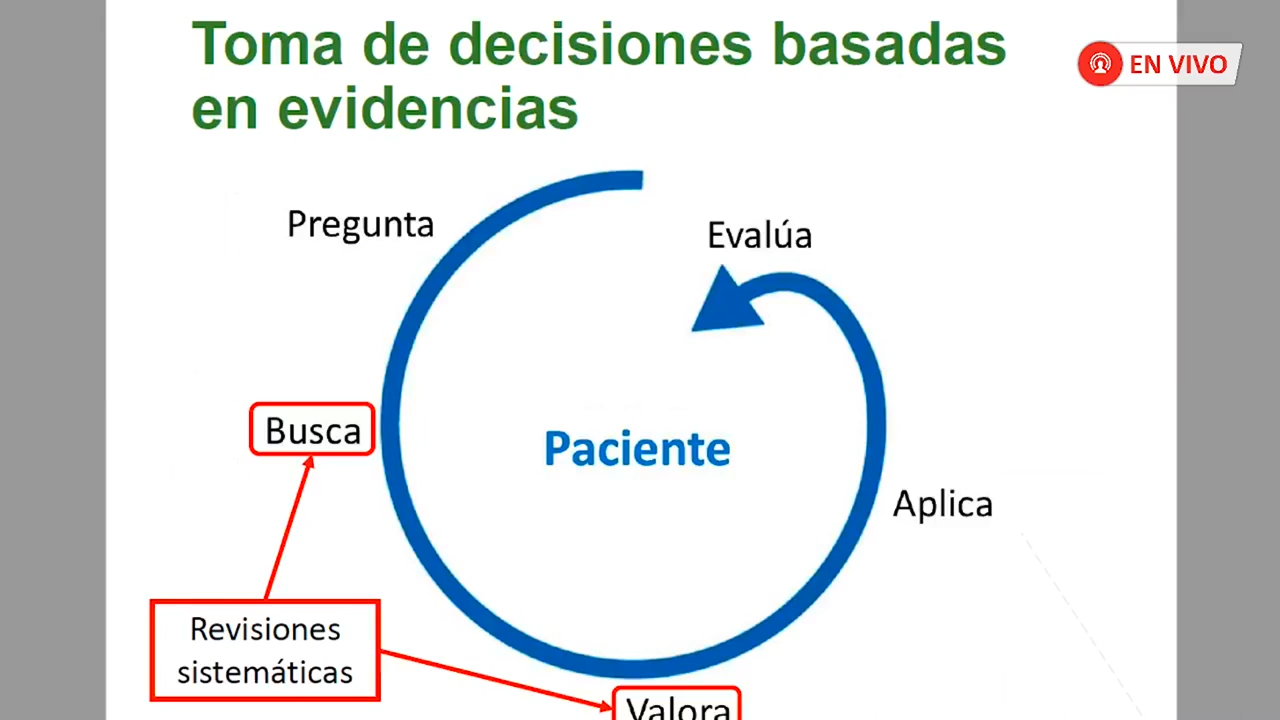 Toma de decisiones basadas
en evidencias
EN VIVO
Pregunta
Evalúa
Busca
Paciente
Aplica
Revisiones
sistemáticas
Valora